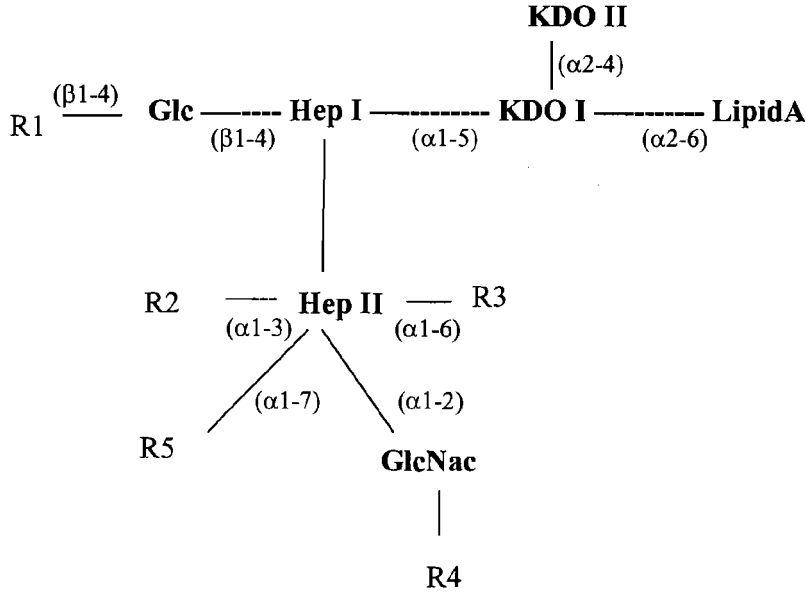 KDO II
(α2-4)
(β1-4)
R1 Glc Hep I KDO I LipidA
(β1-4) (α1-5) (α2-6)
R2 Hep II R3
(α1-3) (α1-6)
(α1-7) (α1-2)
R5 GlcNac
R4